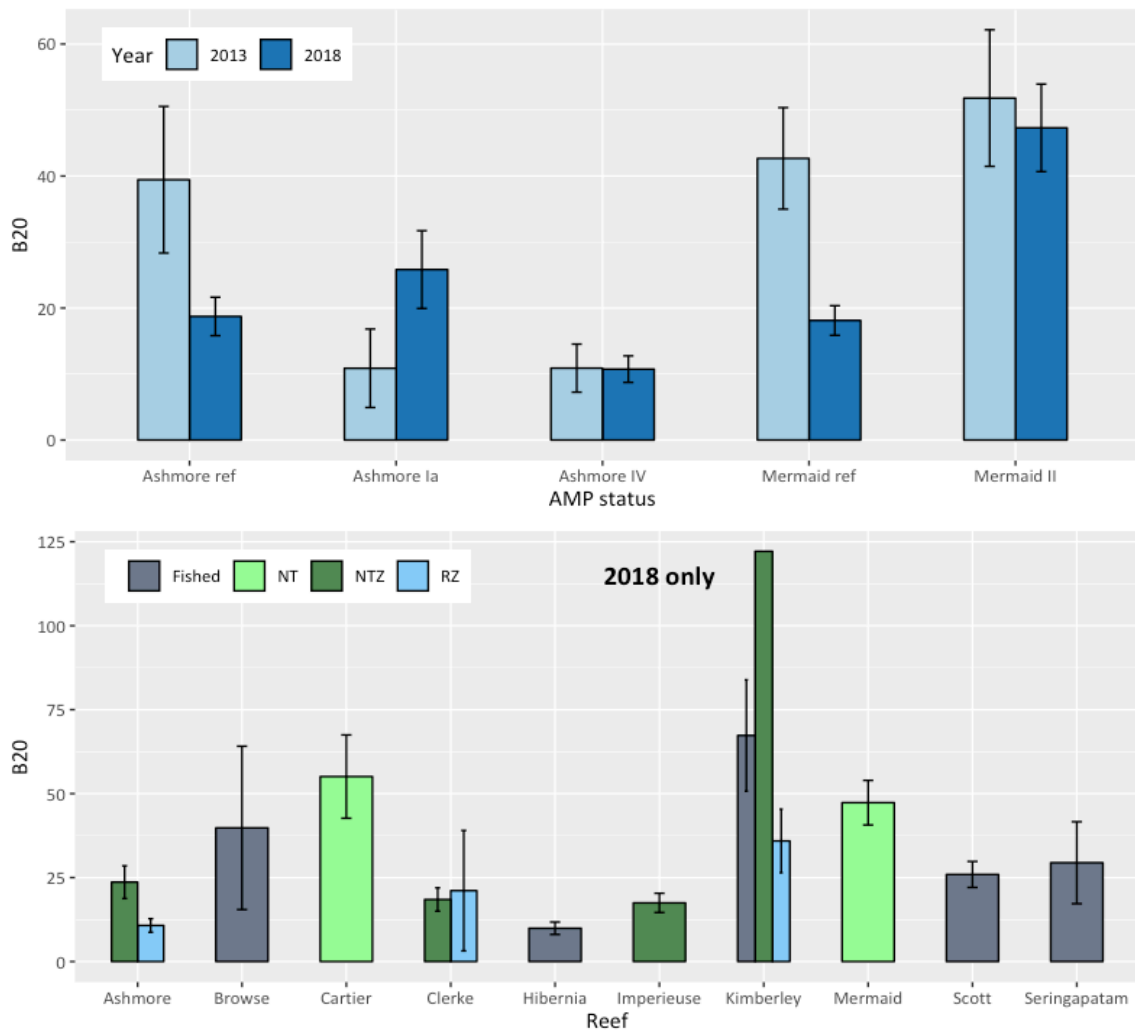 Year 2013 2018
60
40
20
0
B20
Ashmore ref Ashmore Ia Ashmore IV Mermaid ref Mermaid II
AMP status
Fished NT NTZ RZ
2018 only
125
100
75
50
25
0
B20
Ashmore Browse Cartier Clerke Hibernia Imperieuse Kimberley Mermaid Scott Seringapatam
Reef